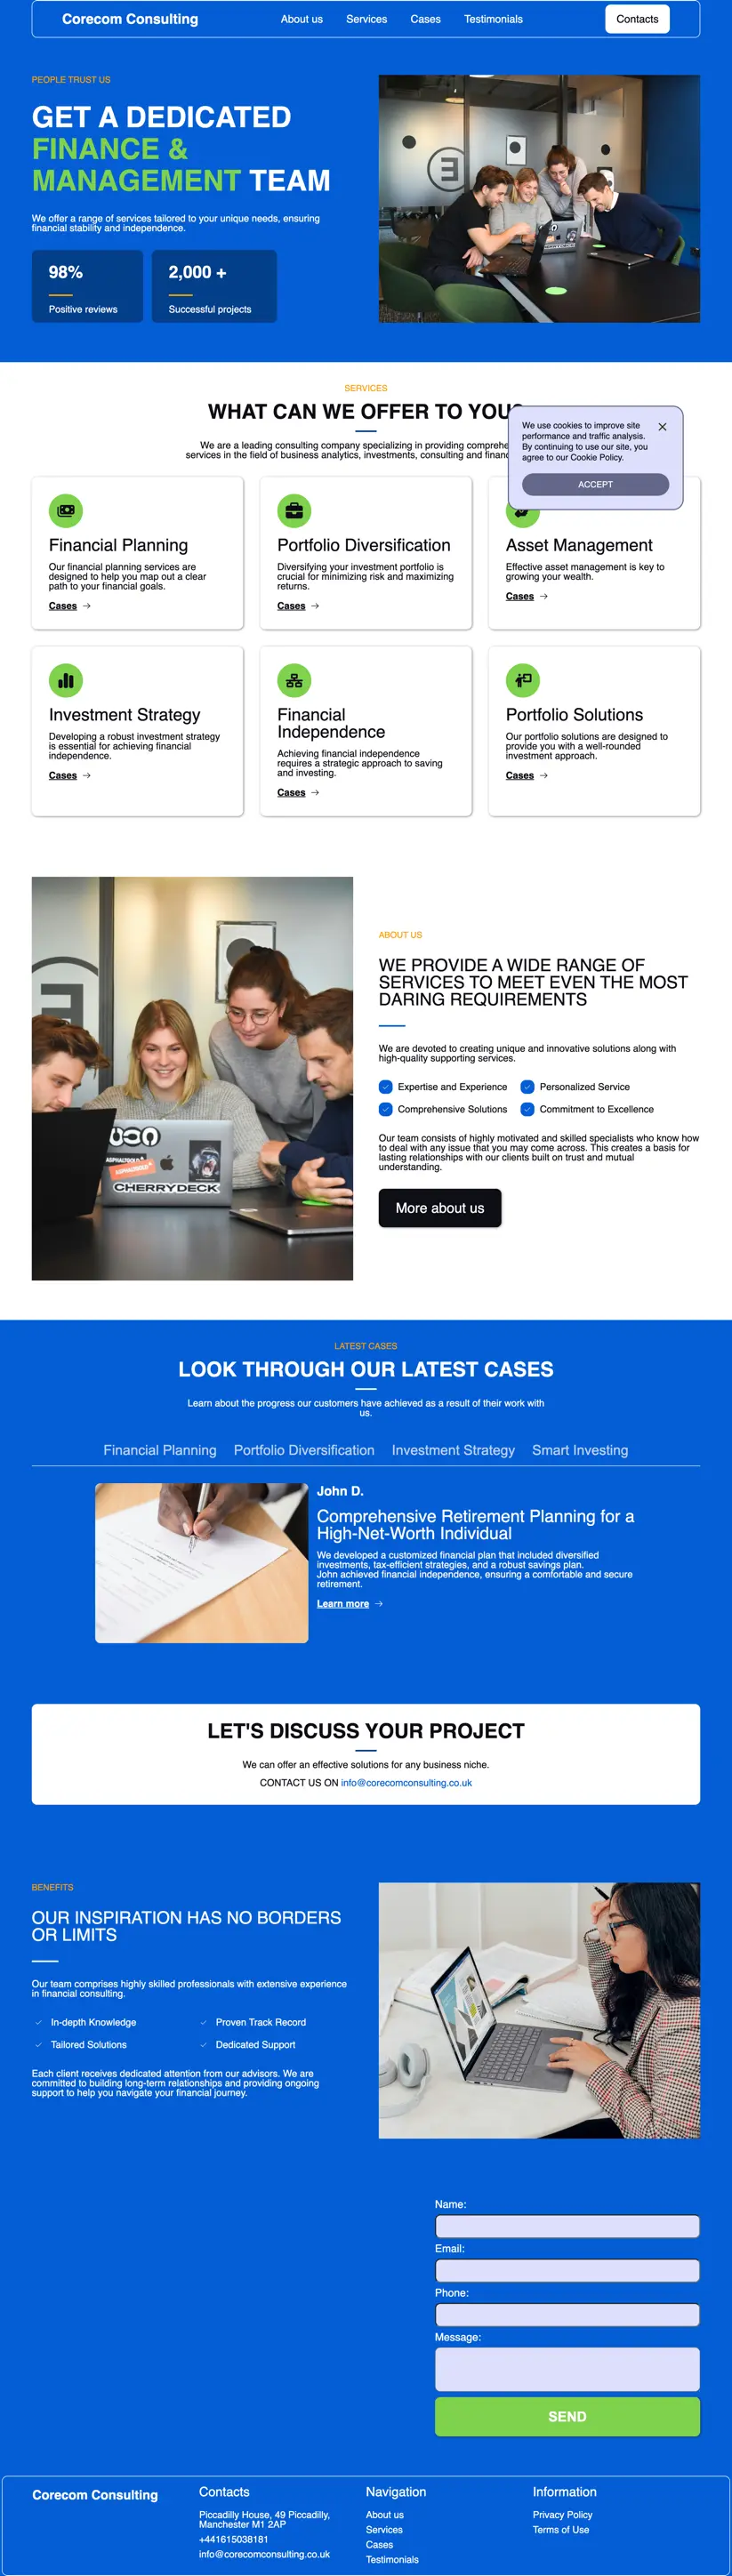 Corecom Consulting
About us
Services
Cases
Testimonials
Contacts
PEOPLE TRUST US
GET A DEDICATED
FINANCE &
MANAGEMENT TEAM
We offer a range of services tailored to your unique needs, ensuring
financial stability and independence.
98%
Positive reviews
2,000 +
Successful projects
SERVICES
WHAT CAN WE OFFER TO YOU?
We are a leading consulting company specializing in providing
services in the field of business analytics, investments, consulting and
We use cookies to improve site
performance and traffic analysis.
By continuing to use our site, you
agree to our Cookie Policy.
ACCEPT
Financial Planning
Our financial planning services are
designed to help you map out a clear
path to your financial goals.
Cases
Portfolio Diversification
Diversifying your investment portfolio is
crucial for minimizing risk and maximizing
returns.
Cases
Asset Management
Effective asset management is key to
growing your wealth.
Cases
Investment Strategy
Developing a robust investment strategy
is essential for achieving financial
independence.
Cases
Financial
Independence
Achieving financial independence
requires a strategic approach to saving
and investing.
Cases
Portfolio Solutions
Our portfolio solutions are designed to
provide you with a well-rounded
investment approach.
Cases
CHERRYDECK
ABOUT US
WE PROVIDE A WIDE RANGE OF
SERVICES TO MEET EVEN THE MOST
DARING REQUIREMENTS
We are devoted to creating unique and innovative solutions along with
high-quality supporting services.
Expertise and Experience
Personalized Service
Comprehensive Solutions
Commitment to Excellence
Our team consists of highly motivated and skilled specialists who know how
to deal with any issue that you may come across. This creates a basis for
lasting relationships with our clients built on trust and mutual
understanding.
More about us
LATEST CASES
LOOK THROUGH OUR LATEST CASES
Learn about the progress our customers have achieved as a result of their work with
us.
Financial Planning
Portfolio Diversification
Investment Strategy
Smart Investing
John D.
Comprehensive Retirement Planning for a
High-Net-Worth Individual
We developed a customized financial plan that included diversified
investments, tax-efficient strategies, and a robust savings plan.
John achieved financial independence, ensuring a comfortable and secure
retirement.
Learn more
LET'S DISCUSS YOUR PROJECT
We can offer an effective solutions for any business niche.
CONTACT US ON info@corecomconsulting.co.uk
BENEFITS
OUR INSPIRATION HAS NO BORDERS
OR LIMITS
Our team comprises highly skilled professionals with extensive experience
in financial consulting.
In-depth Knowledge
Proven Track Record
Tailored Solutions
Dedicated Support
Each client receives dedicated attention from our advisors. We are
committed to building long-term relationships and providing ongoing
support to help you navigate your financial journey.
Name:
Email:
Phone:
Message:
SEND
Corecom Consulting
Contacts
Piccadilly House, 49 Piccadilly,
Manchester M1 2AP
+441615038181
info@corecomconsulting.co.uk
Navigation
About us
Services
Cases
Testimonials
Information
Privacy Policy
Terms of Use